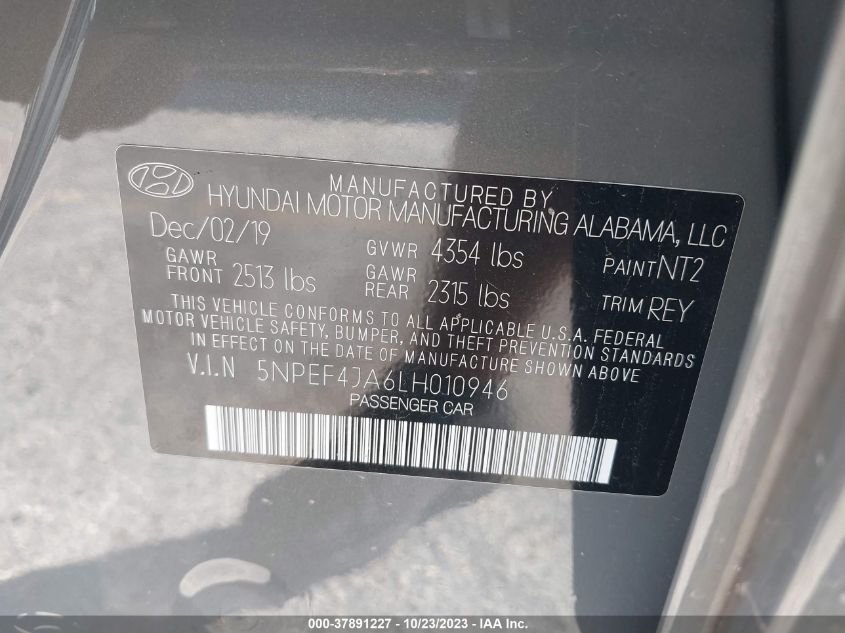 MANUFACTURED BY
HYUNDAI MOTOR MANUFACTURING ALABAMA, LLC
Dec/02/19 GVWR 4354 lbs PAINT NT2
GAWR FRONT 2513 lbs GAWR REAR 2315 lbs TRIM REY
THIS VEHICLE CONFORMS TO ALL APPLICABLE U.S.A. FEDERAL
MOTOR VEHICLE SAFETY, BUMPER, AND THEFT PREVENTION STANDARDS
IN EFFECT ON THE DATE OF MANUFACTURE SHOWN ABOVE
V.I.N 5NPEF4JA6LH010946
PASSENGER CAR
000-37891227 - 10/23/2023 - IAA Inc.